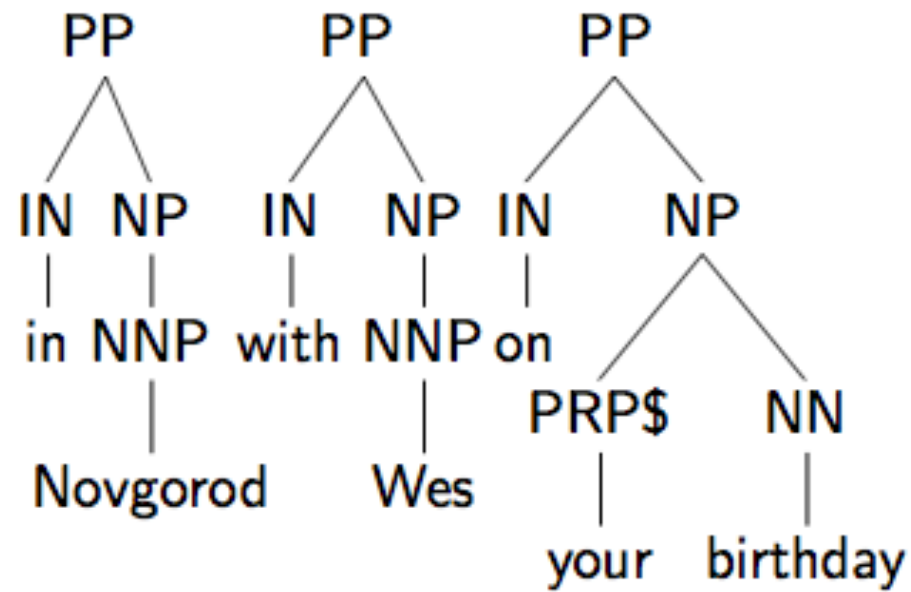 PP PP PP
IN NP IN NP IN NP
in NNP with NNP on
PRP$ NN
Novgorod Wes
your birthday